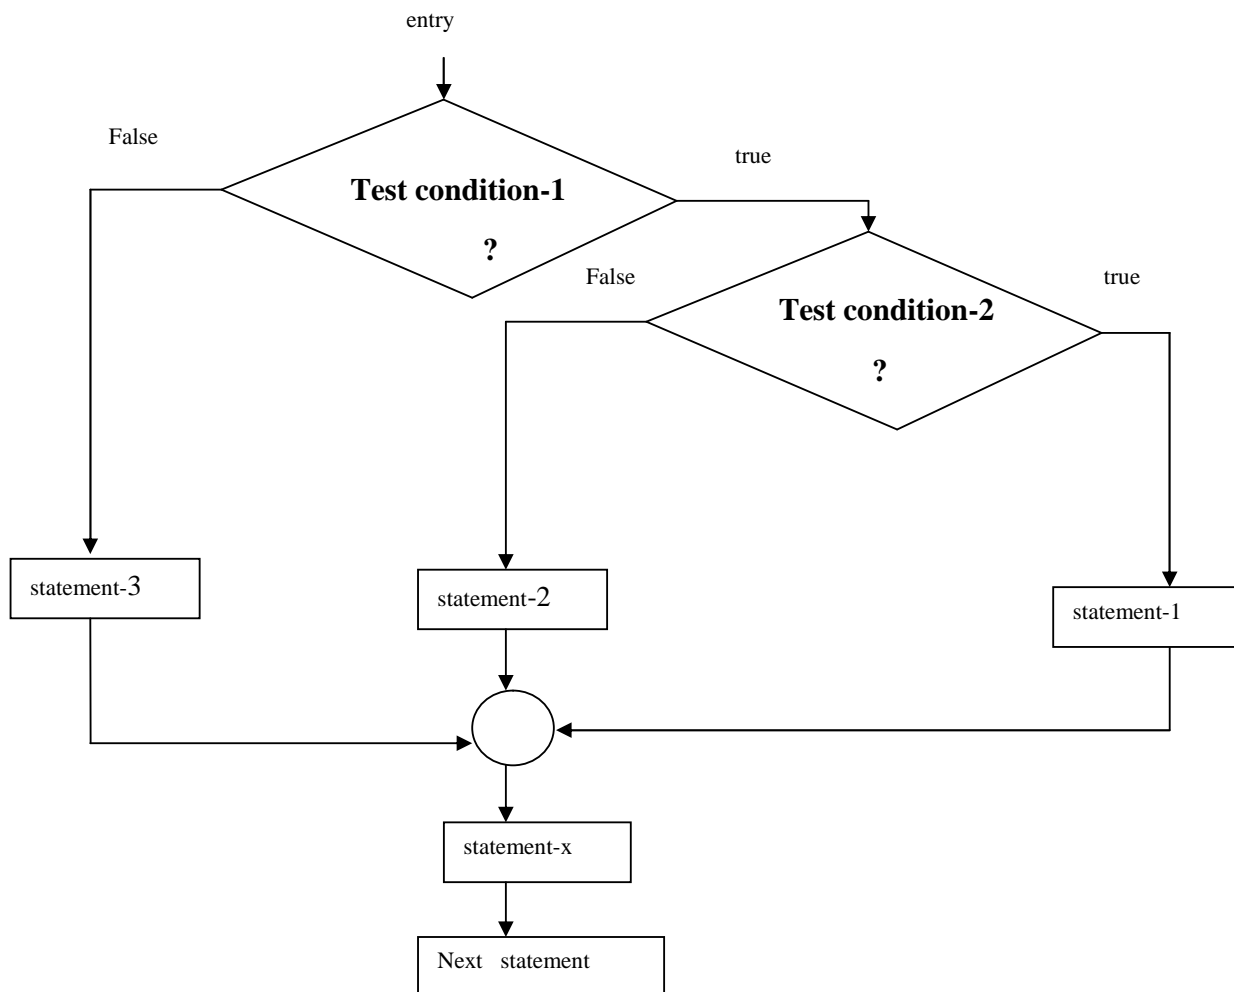 entry
False
true
Test condition-1
?
False
true
Test condition-2
?
statement-3
statement-2
statement-1
statement-x
Next statement